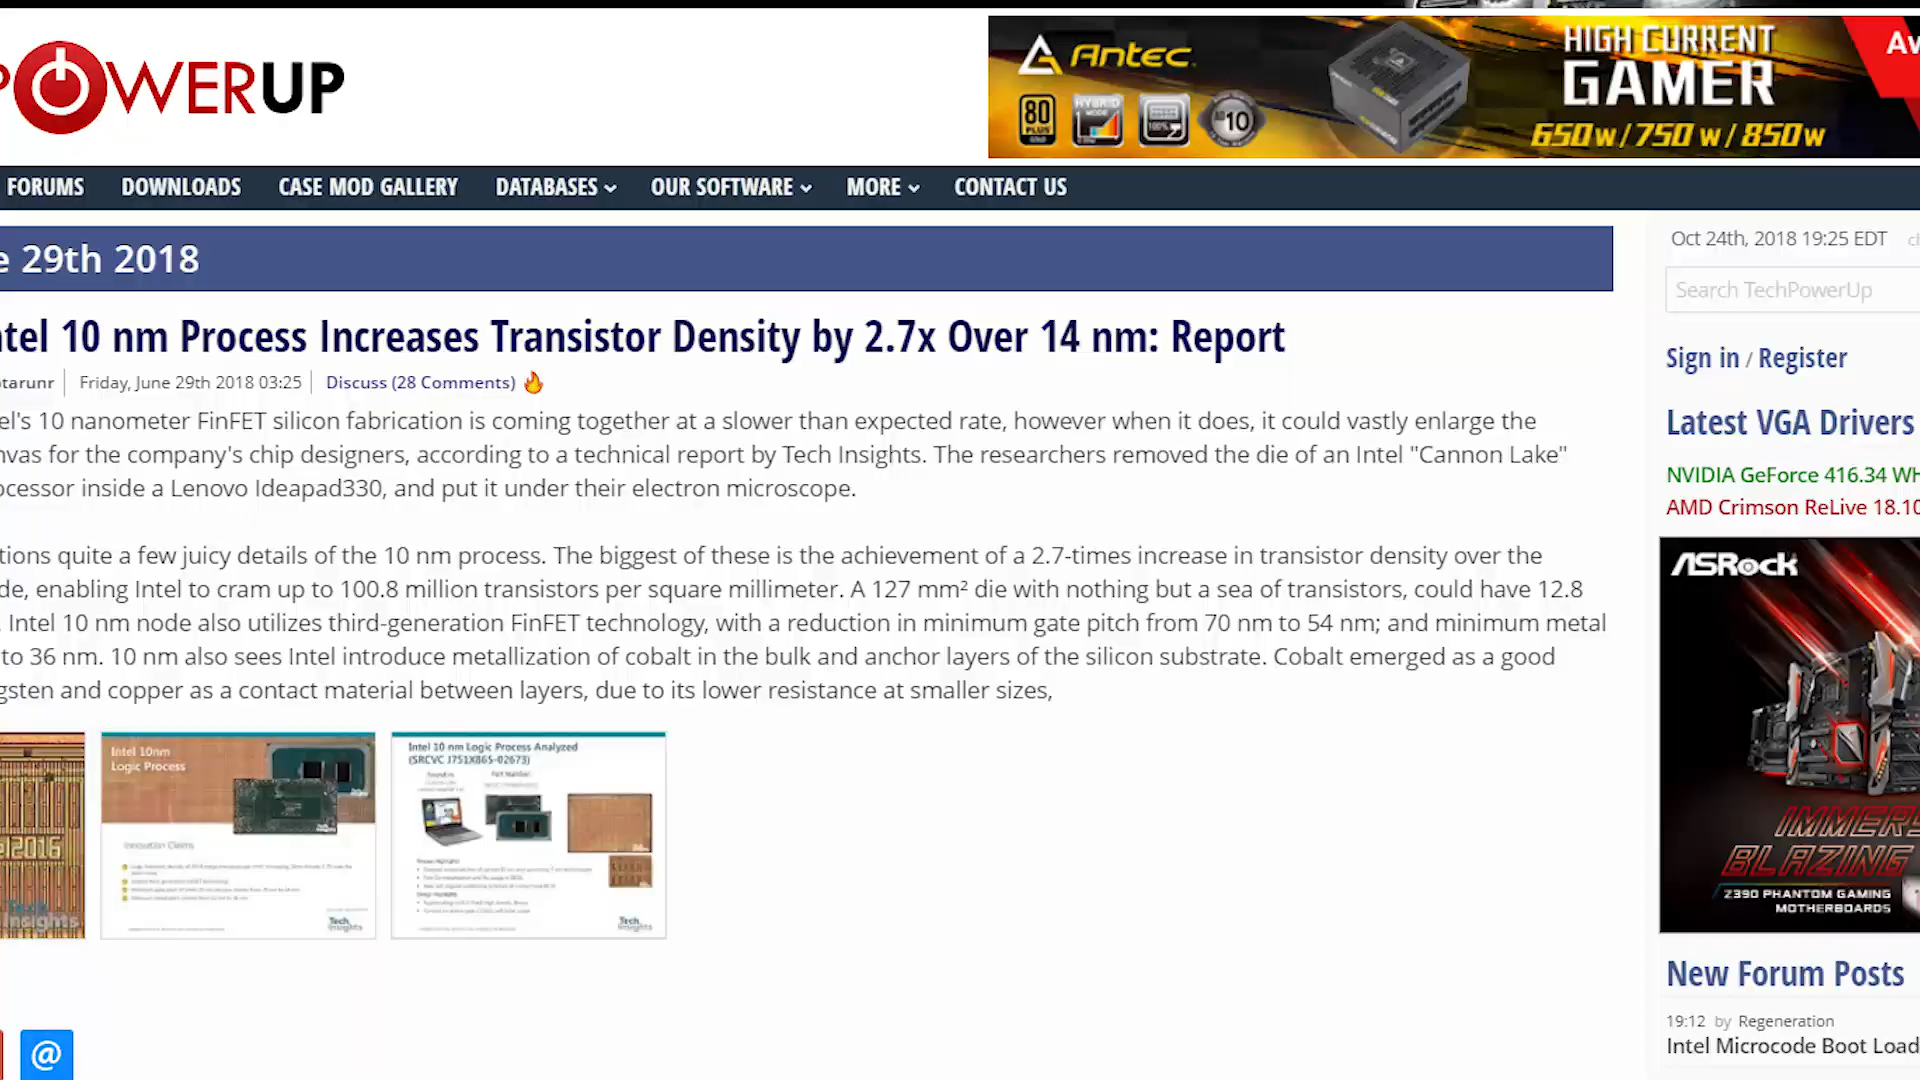 POWERUP
Antec
HIGH CURRENT
GAMER
650w/750 w/850w
80
PLUS
HYBRID
MODE
100%
10
FORUMS DOWNLOADS CASE MOD GALLERY DATABASES OUR SOFTWARE MORE CONTACT US
e 29th 2018
Oct 24th, 2018 19:25 EDT
Search TechPowerUp
ntel 10 nm Process Increases Transistor Density by 2.7x Over 14 nm: Report
tarunr Friday, June 29th 2018 03:25 Discuss (28 Comments)
el's 10 nanometer FinFET silicon fabrication is coming together at a slower than expected rate, however when it does, it could vastly enlarge the
nvas for the company's chip designers, according to a technical report by Tech Insights. The researchers removed the die of an Intel "Cannon Lake"
ocessor inside a Lenovo Ideapad330, and put it under their electron microscope.
tions quite a few juicy details of the 10 nm process. The biggest of these is the achievement of a 2.7-times increase in transistor density over the
de, enabling Intel to cram up to 100.8 million transistors per square millimeter. A 127 mm² die with nothing but a sea of transistors, could have 12.8
. Intel 10 nm node also utilizes third-generation FinFET technology, with a reduction in minimum gate pitch from 70 nm to 54 nm; and minimum metal
to 36 nm. 10 nm also sees Intel introduce metallization of cobalt in the bulk and anchor layers of the silicon substrate. Cobalt emerged as a good
gsten and copper as a contact material between layers, due to its lower resistance at smaller sizes,
el2016
Tech
Insights
Intel 10nm
Logic Process
Innovation Claims
Tech
Insights
Intel 10 nm Logic Process Analyzed
(SRCVC J751X865-02673)
Tech
Insights
@
Sign in / Register
Latest VGA Drivers
NVIDIA GeForce 416.34 WH
AMD Crimson ReLive 18.10
ASRock
IMMERS
BLAZING
Z390 PHANTOM GAMING
MOTHERBOARDS
New Forum Posts
19:12 by Regeneration
Intel Microcode Boot Load